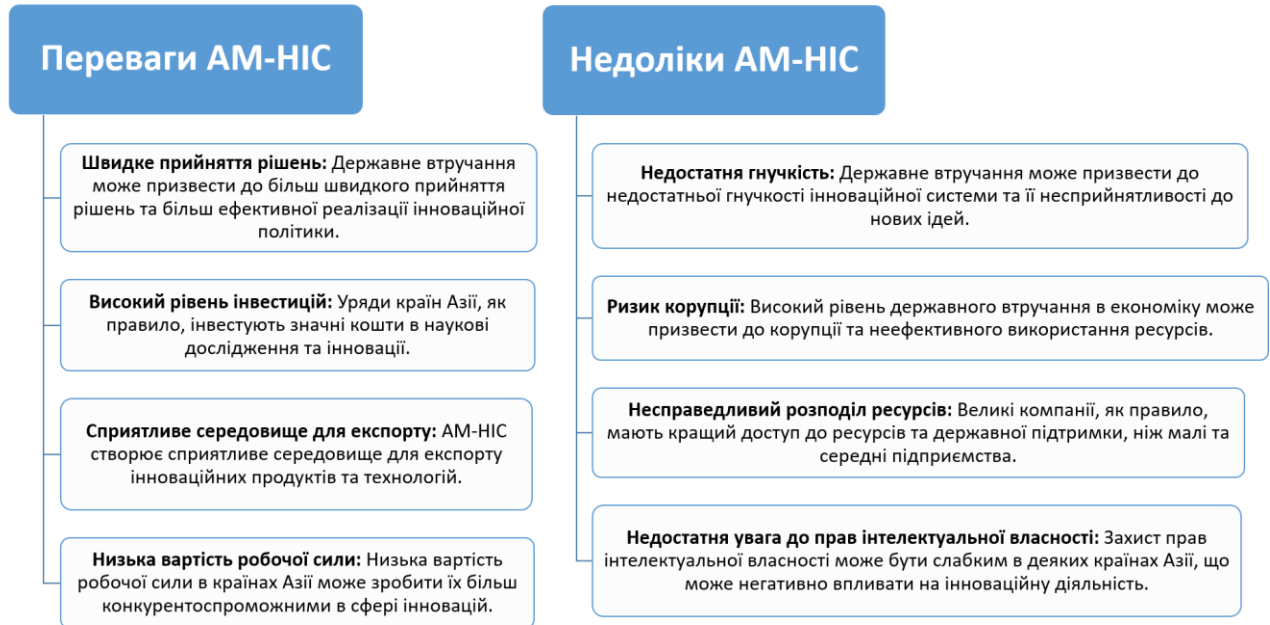 Переваги АМ-НІС
Швидке прийняття рішень: Державне втручання
може призвести до більш швидкого прийняття
рішень та більш ефективної реалізації інноваційної
політики.
Високий рівень інвестицій: Уряди країн Азії, як
правило, інвестують значні кошти в наукові
дослідження та інновації.
Сприятливе середовище для експорту: АМ-НІС
створює сприятливе середовище для експорту
інноваційних продуктів та технологій.
Низька вартість робочої сили: Низька вартість
робочої сили в країнах Азії може зробити їх більш
конкурентоспроможними в сфері інновацій.
Недоліки АМ-НІС
Недостатня гнучкість: Державне втручання може призвести до
недостатньої гнучкості інноваційної системи та її несприйнятливості до
нових ідей.
Ризик корупції: Високий рівень державного втручання в економіку може
призвести до корупції та неефективного використання ресурсів.
Несправедливий розподіл ресурсів: Великі компанії, як правило,
мають кращий доступ до ресурсів та державної підтримки, ніж малі та
середні підприємства.
Недостатня увага до прав інтелектуальної власності: Захист прав
інтелектуальної власності може бути слабким в деяких країнах Азії, що
може негативно впливати на інноваційну діяльність.